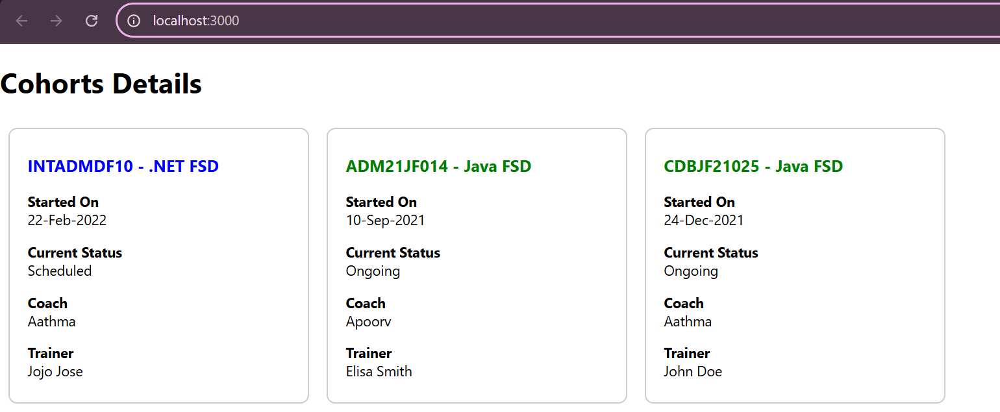 localhost:3000
Cohorts Details
INTADMDF10 - .NET FSD
Started On
22-Feb-2022
Current Status
Scheduled
Coach
Aathma
Trainer
Jojo Jose
ADM21JF014 - Java FSD
Started On
10-Sep-2021
Current Status
Ongoing
Coach
Apoorv
Trainer
Elisa Smith
CDBJF21025 - Java FSD
Started On
24-Dec-2021
Current Status
Ongoing
Coach
Aathma
Trainer
John Doe